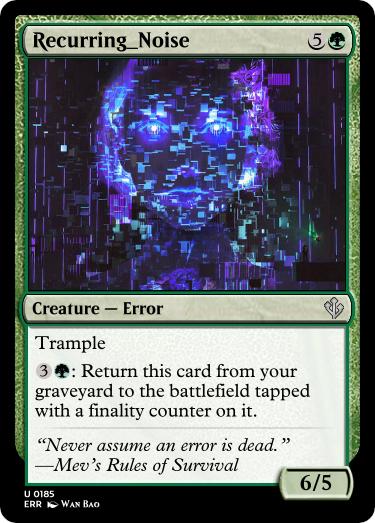 Recurring_Noise 5
Creature — Error
Trample
3: Return this card from your
graveyard to the battlefield tapped
with a finality counter on it.
“Never assume an error is dead.”
—Mev’s Rules of Survival
6/5
U 0185
ERR Wan Bao